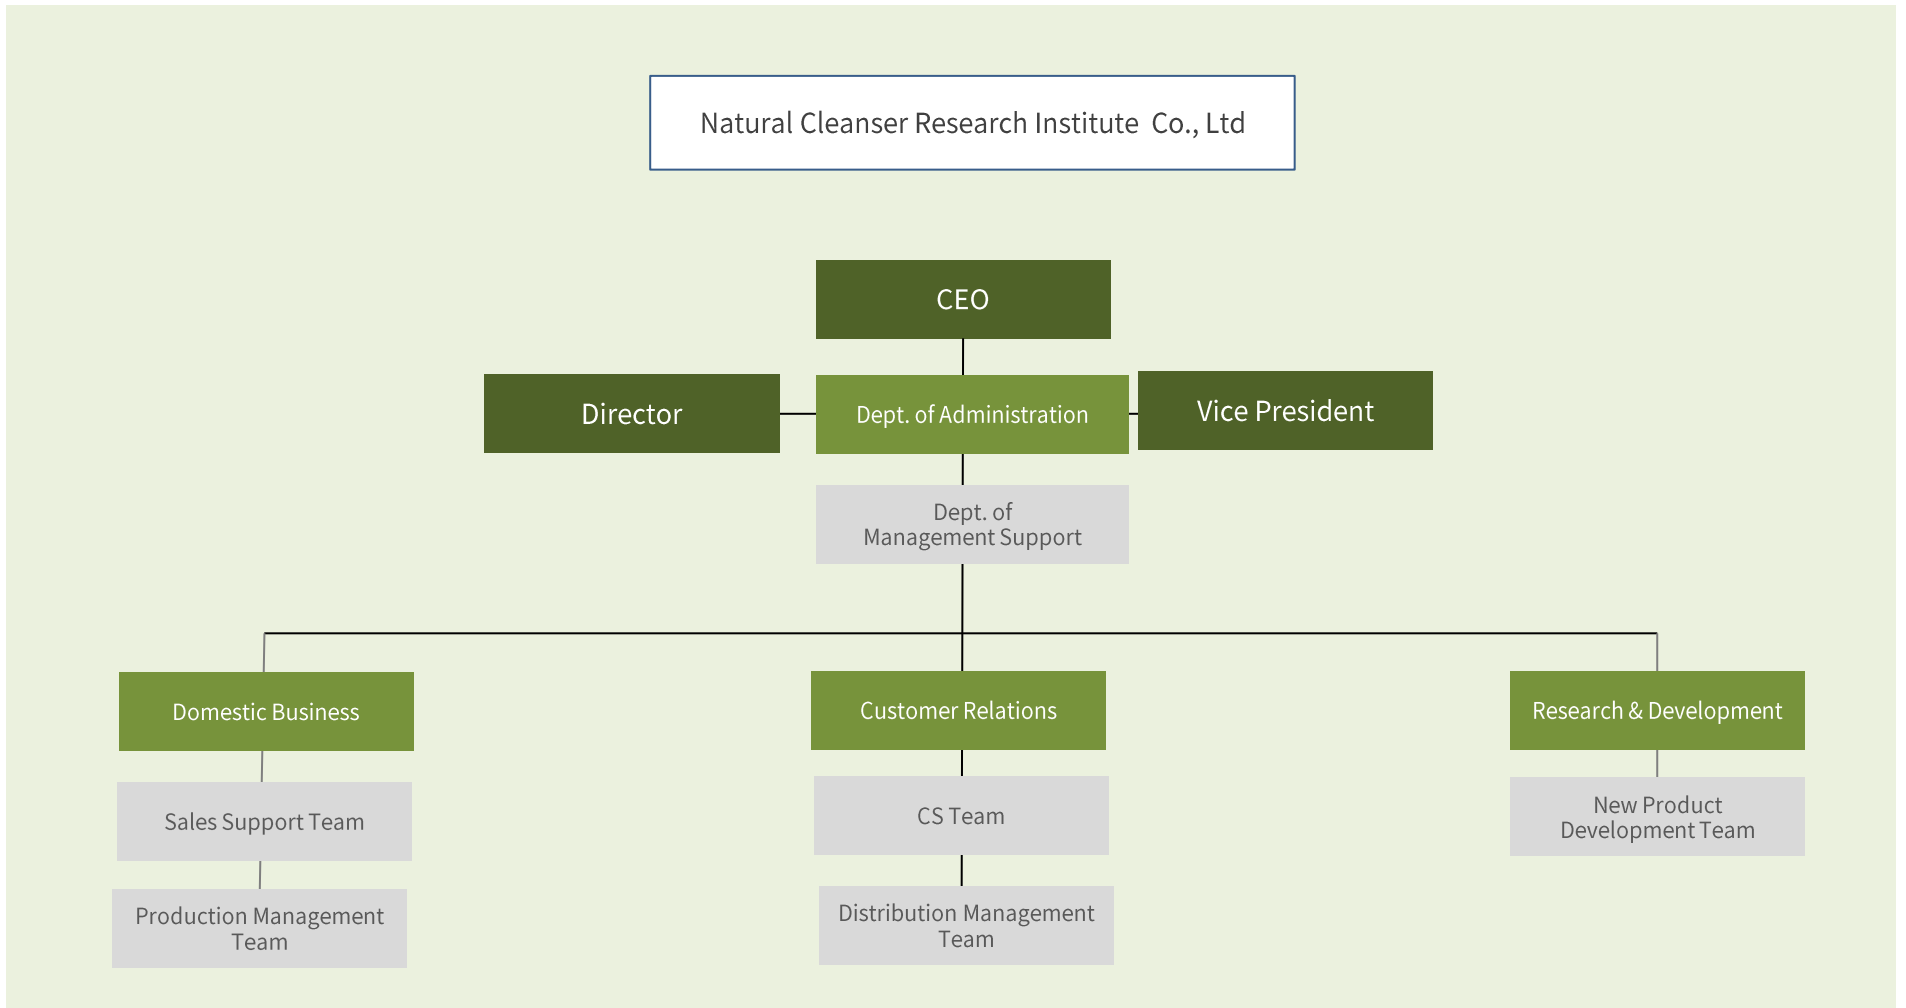 Natural Cleanser Research Institute  Co., Ltd
CEO
Director
Dept. of Administration
Vice President
Dept. of
Management Support
Domestic Business
Customer Relations
Research & Development
Sales Support Team
CS Team
New Product
Development Team
Production Management
Team
Distribution Management
Team